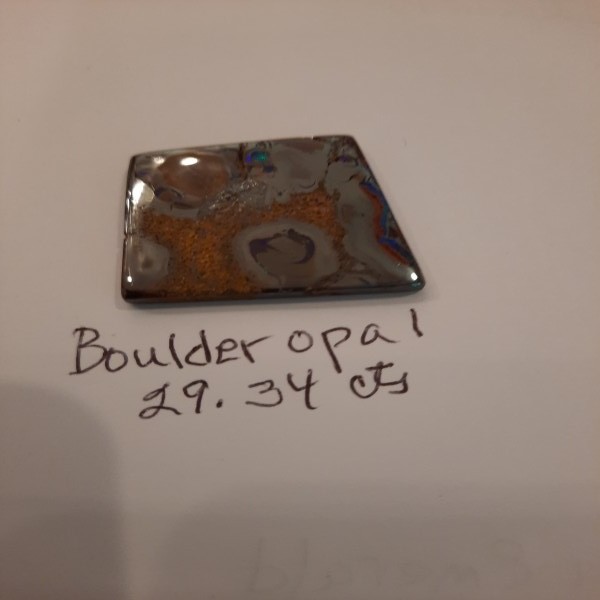 Boulder opal
29.34 cts